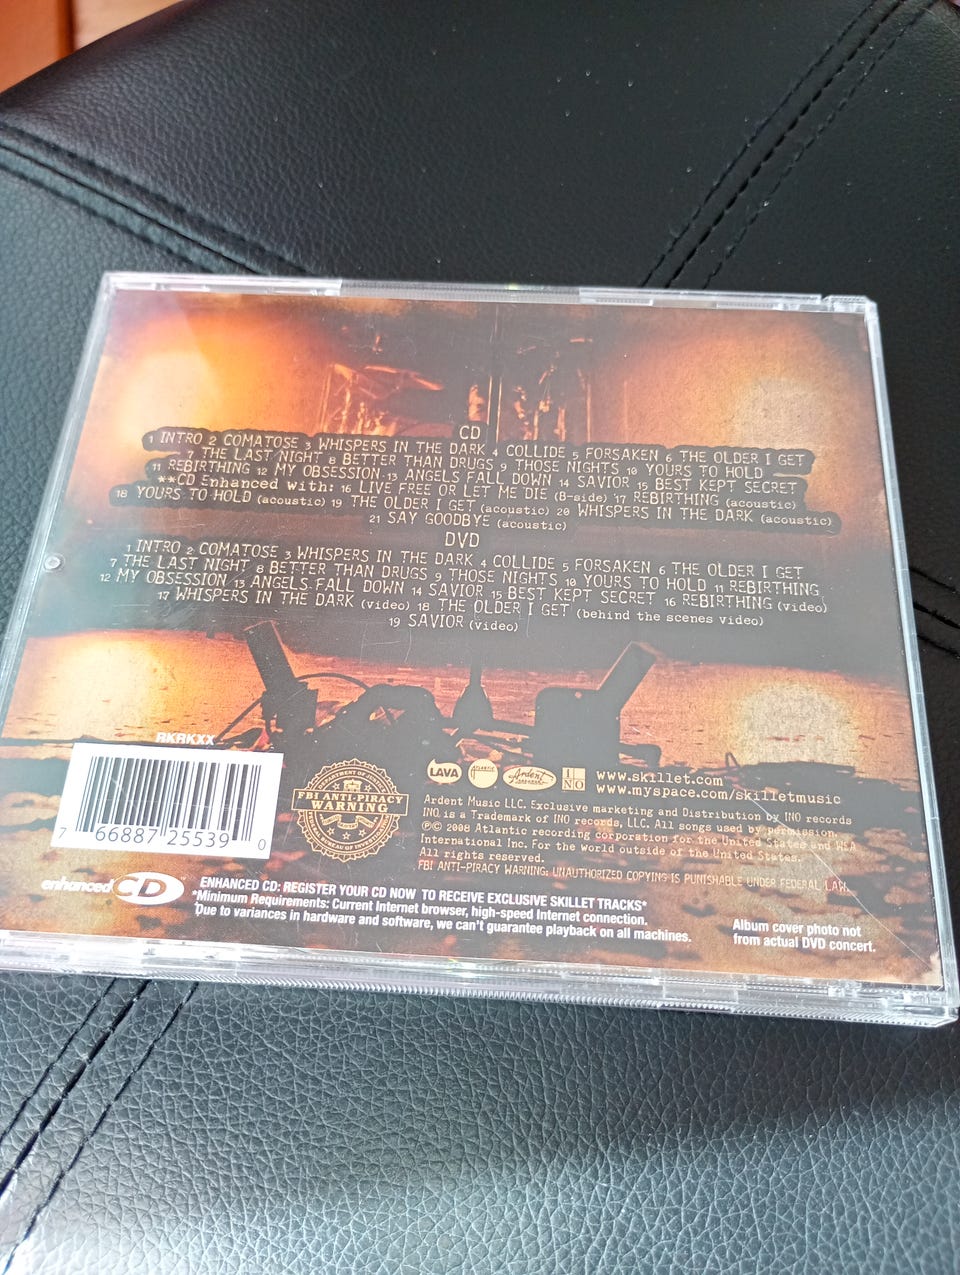 CD
1 INTRO 2 COMATOSE 3 WHISPERS IN THE DARK 4 COLLIDE 5 FORSAKEN 6 THE OLDER I GET
7 THE LAST NIGHT 8 BETTER THAN DRUGS 9 THOSE NIGHTS 10 YOURS TO HOLD
11 REBIRTHING 12 MY OBSESSION 13 ANGELS FALL DOWN 14 SAVIOR 15 BEST KEPT SECRET
**CD Enhanced with: 16 LIVE FREE OR LET ME DIE (B-side) 17 REBIRTHING (acoustic)
18 YOURS TO HOLD (acoustic) 19 THE OLDER I GET (acoustic) 20 WHISPERS IN THE DARK (acoustic)
21 SAY GOODBYE (acoustic)
DVD
1 INTRO 2 COMATOSE 3 WHISPERS IN THE DARK 4 COLLIDE 5 FORSAKEN 6 THE OLDER I GET
7 THE LAST NIGHT 8 BETTER THAN DRUGS 9 THOSE NIGHTS 10 YOURS TO HOLD 11 REBIRTHING
12 MY OBSESSION 13 ANGELS FALL DOWN 14 SAVIOR 15 BEST KEPT SECRET 16 REBIRTHING (video)
17 WHISPERS IN THE DARK (video) 18 THE OLDER I GET (behind the scenes video)
19 SAVIOR (video)
RKRKXX
7 66887 25539 0
DEPARTMENT OF JUSTICE
FBI ANTI-PIRACY
WARNING
FEDERAL BUREAU OF INVESTIGATION
LAVA
ATLANTIC
Ardent
RECORDS
INO
www.skillet.com
www.myspace.com/skilletmusic
Ardent Music LLC. Exclusive marketing and Distribution by INO records
INO is a Trademark of INO records, LLC. All songs used by permission.
℗© 2008 Atlantic recording corporation for the United States and WEA
International Inc. For the World outside of the United States.
All rights reserved.
FBI ANTI-PIRACY WARNING: UNAUTHORIZED COPYING IS PUNISHABLE UNDER FEDERAL LAW.
enhanced CD
ENHANCED CD: REGISTER YOUR CD NOW TO RECEIVE EXCLUSIVE SKILLET TRACKS*
*Minimum Requirements: Current Internet browser, high-speed Internet connection.
Due to variances in hardware and software, we can't guarantee playback on all machines.
Album cover photo not
from actual DVD concert.